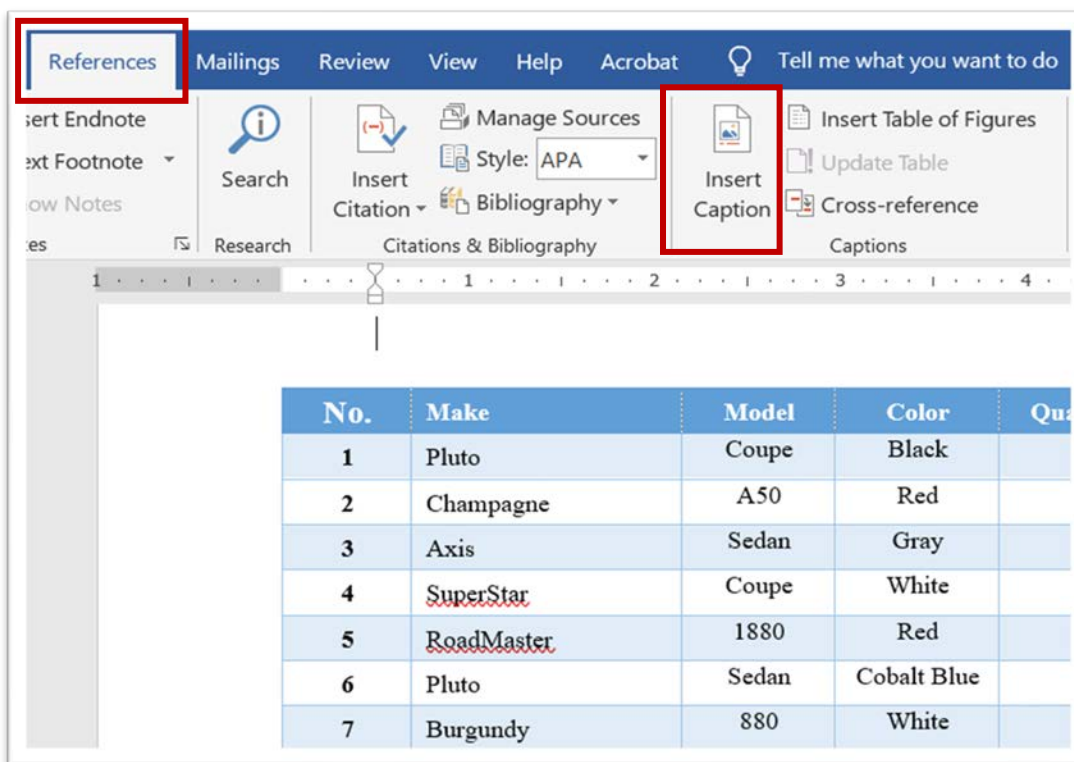 References Mailings Review View Help Acrobat Tell me what you want to do
sert Endnote
ext Footnote
ow Notes
es
Search
Research
Insert
Citation
Manage Sources
Style: APA
Bibliography
Citations & Bibliography
Insert
Caption
Insert Table of Figures
Update Table
Cross-reference
Captions
1 1 2 3 4
No. Make Model Color Qua
1 Pluto Coupe Black
2 Champagne A50 Red
3 Axis Sedan Gray
4 SuperStar Coupe White
5 RoadMaster 1880 Red
6 Pluto Sedan Cobalt Blue
7 Burgundy 880 White